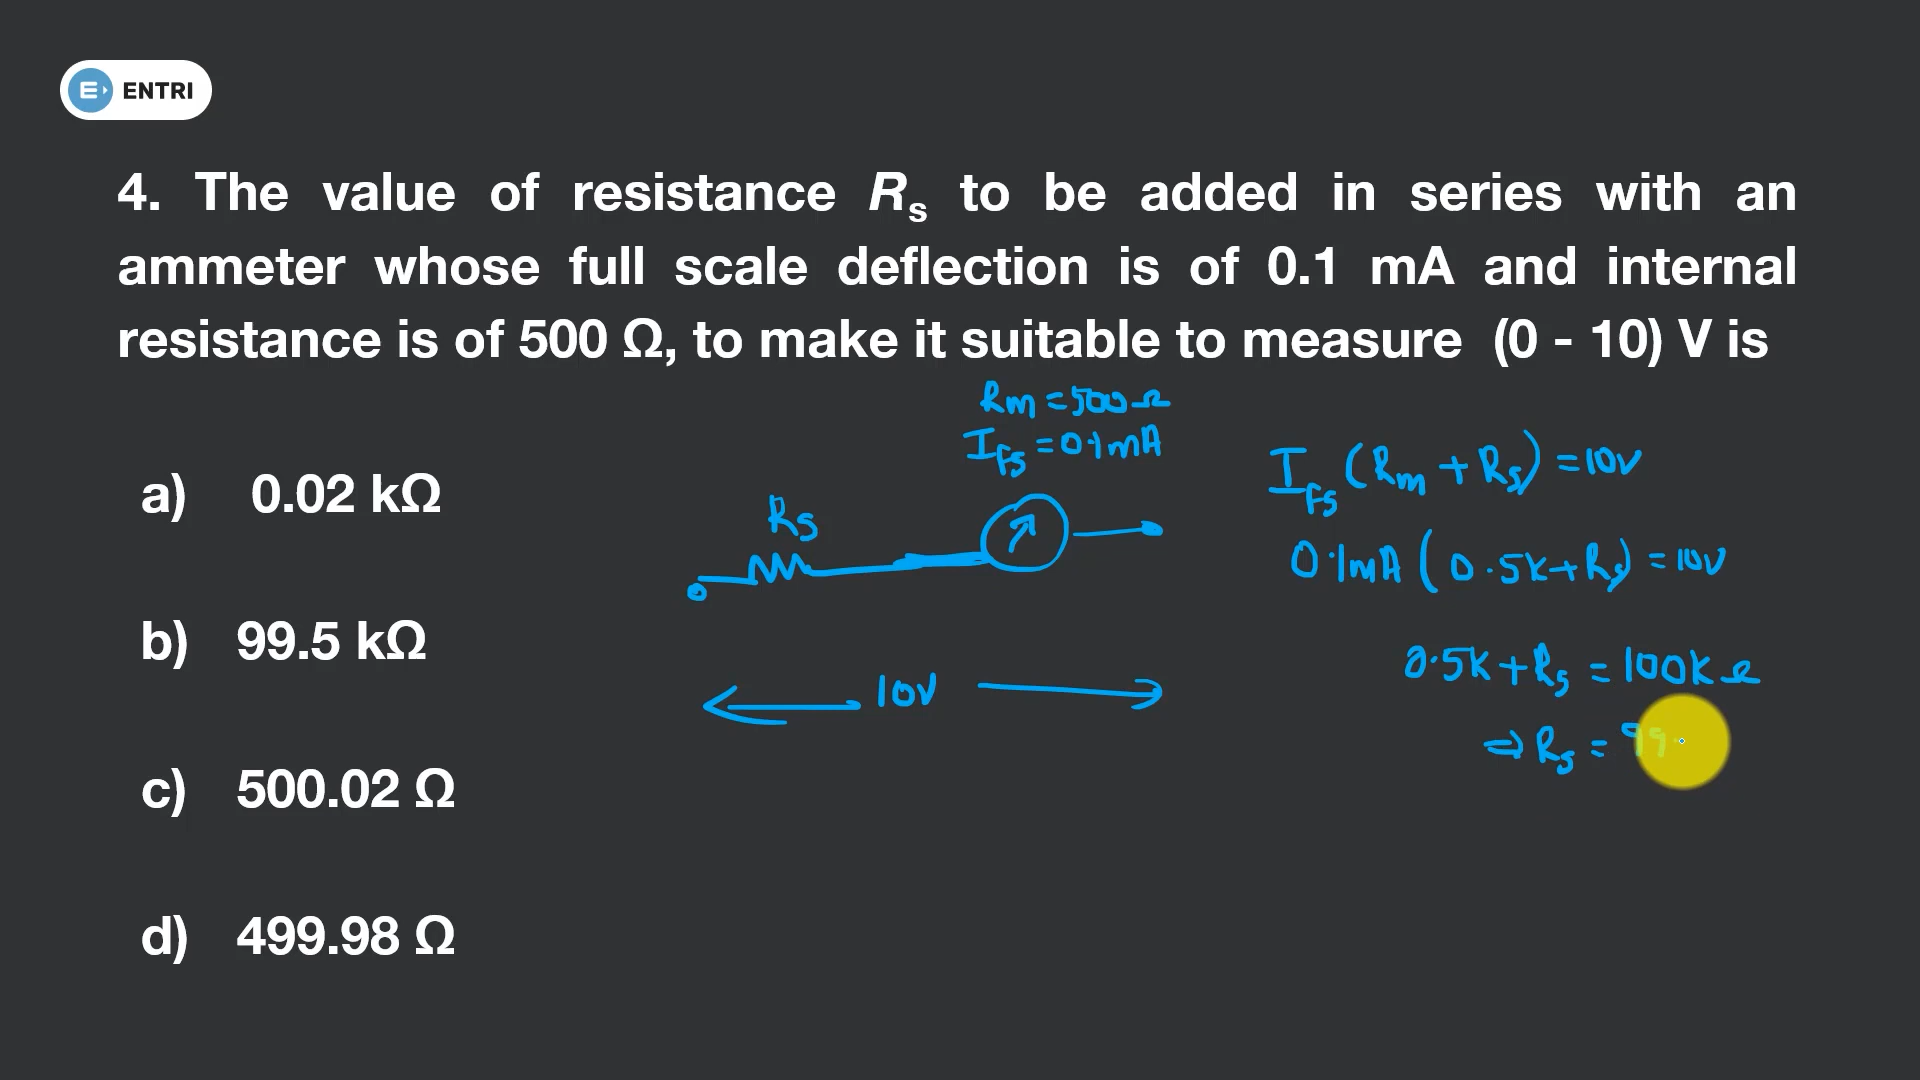 ENTRI
4. The value of resistance Rs to be added in series with an
ammeter whose full scale deflection is of 0.1 mA and internal
resistance is of 500 Ω, to make it suitable to measure (0 - 10) V is
Rm = 500 Ω
IFS = 0.1mA
IFS (Rm + Rs) = 10V
a) 0.02 kΩ
Rs
0.1mA (0.5K + Rs) = 10V
b) 99.5 kΩ
0.5K + Rs = 100K Ω
10V
⇒ Rs = 99.
c) 500.02 Ω
d) 499.98 Ω